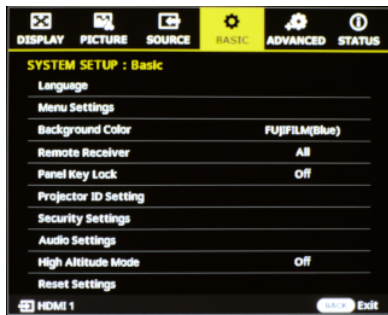 DISPLAY PICTURE SOURCE BASIC ADVANCED STATUS
SYSTEM SETUP : Basic
Language
Menu Settings
Background Color FUJIFILM(Blue)
Remote Receiver All
Panel Key Lock Off
Projector ID Setting
Security Settings
Audio Settings
High Altitude Mode Off
Reset Settings
HDMI 1 BACK Exit